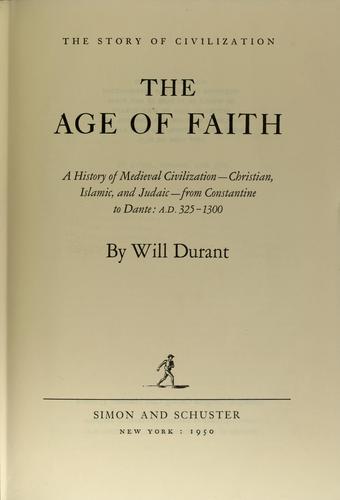 THE STORY OF CIVILIZATION
THE
AGE OF FAITH
A History of Medieval Civilization—Christian,
Islamic, and Judaic—from Constantine
to Dante: A.D. 325–1300
By Will Durant
SIMON AND SCHUSTER
NEW YORK : 1950